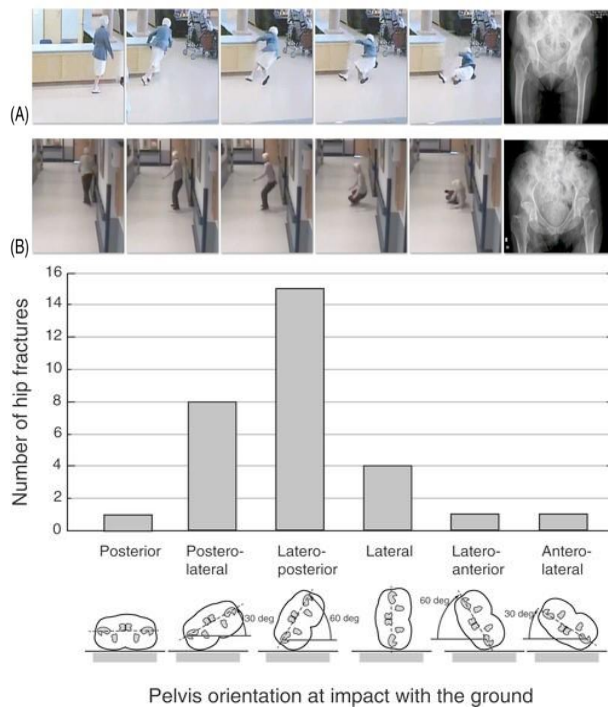 (A)
(B)
Number of hip fractures
16
14
12
10
8
6
4
2
0
Posterior
Postero-
lateral
Latero-
posterior
Lateral
Latero-
anterior
Antero-
lateral
30 deg
60 deg
60 deg
30 deg
Pelvis orientation at impact with the ground